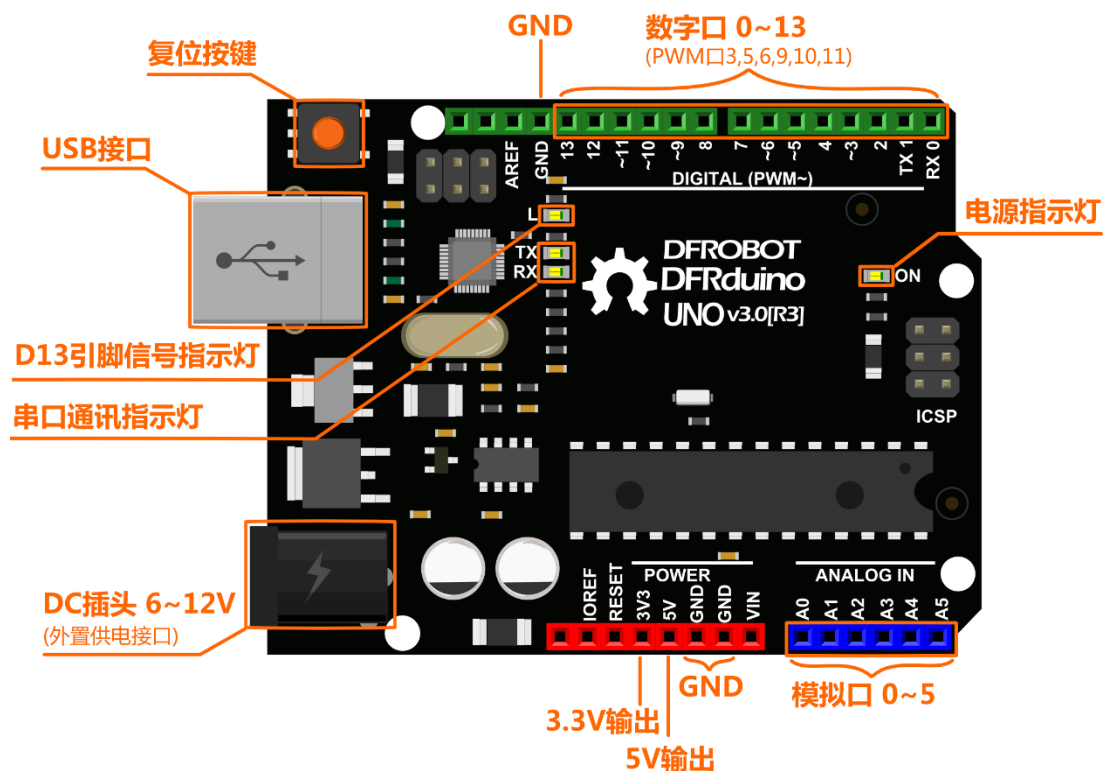 GND
数字口 0~13
(PWM口3,5,6,9,10,11)
复位按键
USB接口
AREF
GND
13
12
~11
~10
~9
8
7
~6
~5
4
~3
2
TX 1
RX 0
DIGITAL (PWM~)
电源指示灯
L
TX
RX
DFROBOT
DFRduino
UNO v3.0[R3]
ON
D13引脚信号指示灯
串口通讯指示灯
ICSP
DC插头 6~12V
(外置供电接口)
POWER
ANALOG IN
IOREF
RESET
3V3
5V
GND
GND
VIN
A0
A1
A2
A3
A4
A5
GND
模拟口 0~5
3.3V输出
5V输出